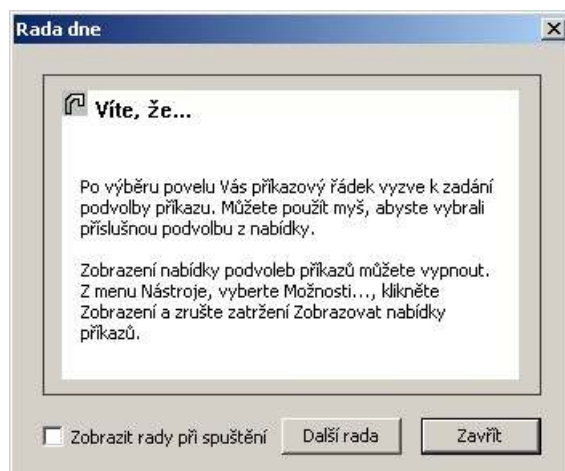 Rada dne
Víte, že...
Po výběru povelu Vás příkazový řádek vyzve k zadání
podvolby příkazu. Můžete použít myš, abyste vybrali
příslušnou podvolbu z nabídky.
Zobrazení nabídky podvoleb příkazů můžete vypnout.
Z menu Nástroje, vyberte Možnosti..., klikněte
Zobrazení a zrušte zatržení Zobrazovat nabídky
příkazů.
Zobrazit rady při spuštění Další rada Zavřít